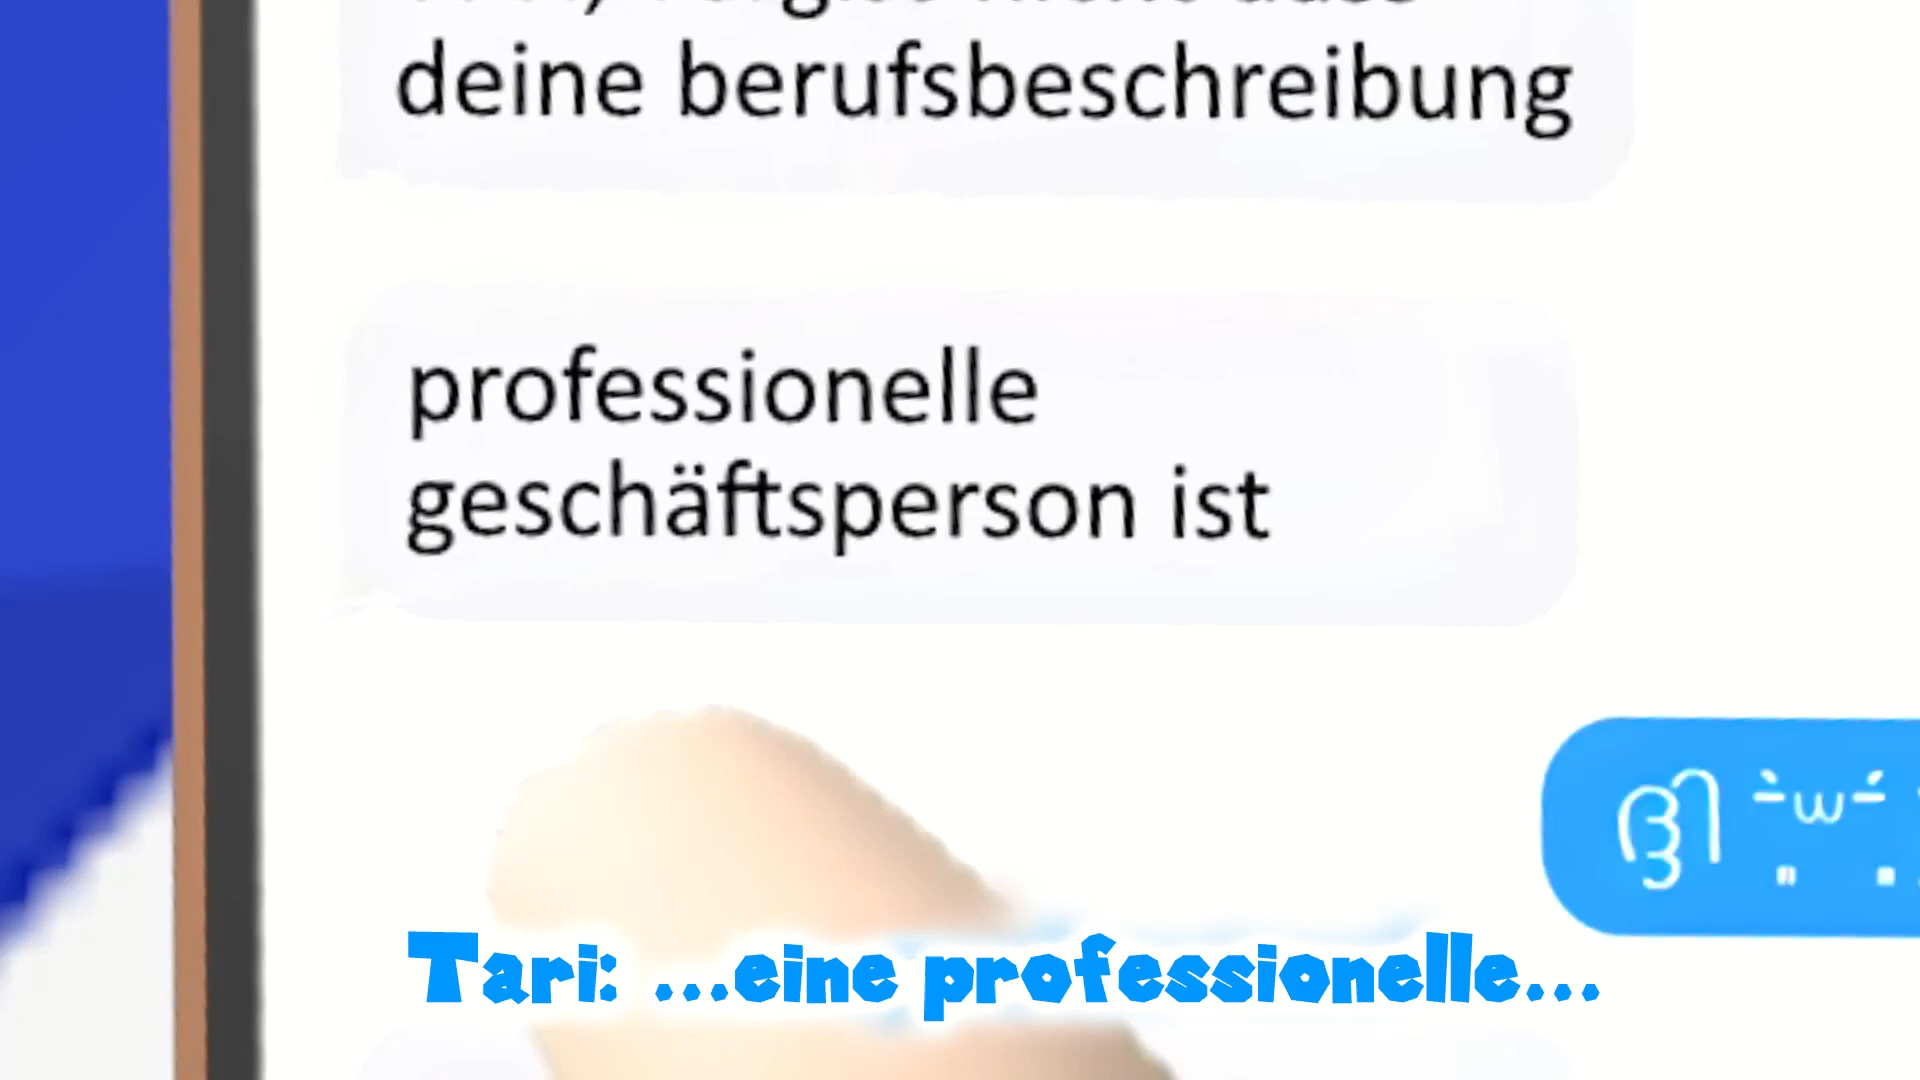 deine berufsbeschreibung
professionelle
geschäftsperson ist
Tari: ...eine professionelle...